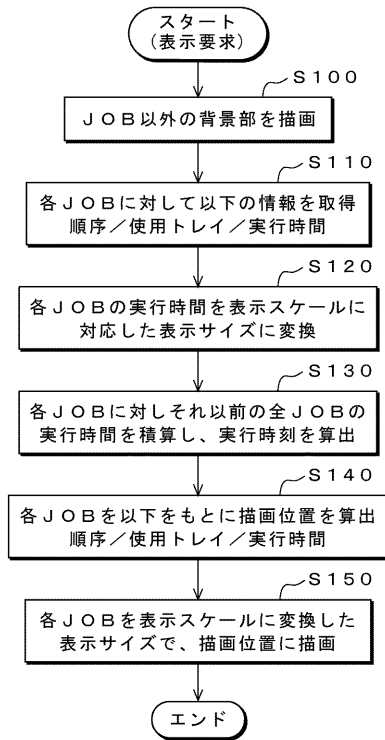 スタート
(表示要求)
S100
JOB以外の背景部を描画
S110
各JOBに対して以下の情報を取得
順序/使用トレイ/実行時間
S120
各JOBの実行時間を表示スケールに
対応した表示サイズに変換
S130
各JOBに対しそれ以前の全JOBの
実行時間を積算し、実行時刻を算出
S140
各JOBを以下をもとに描画位置を算出
順序/使用トレイ/実行時間
S150
各JOBを表示スケールに変換した
表示サイズで、描画位置に描画
エンド